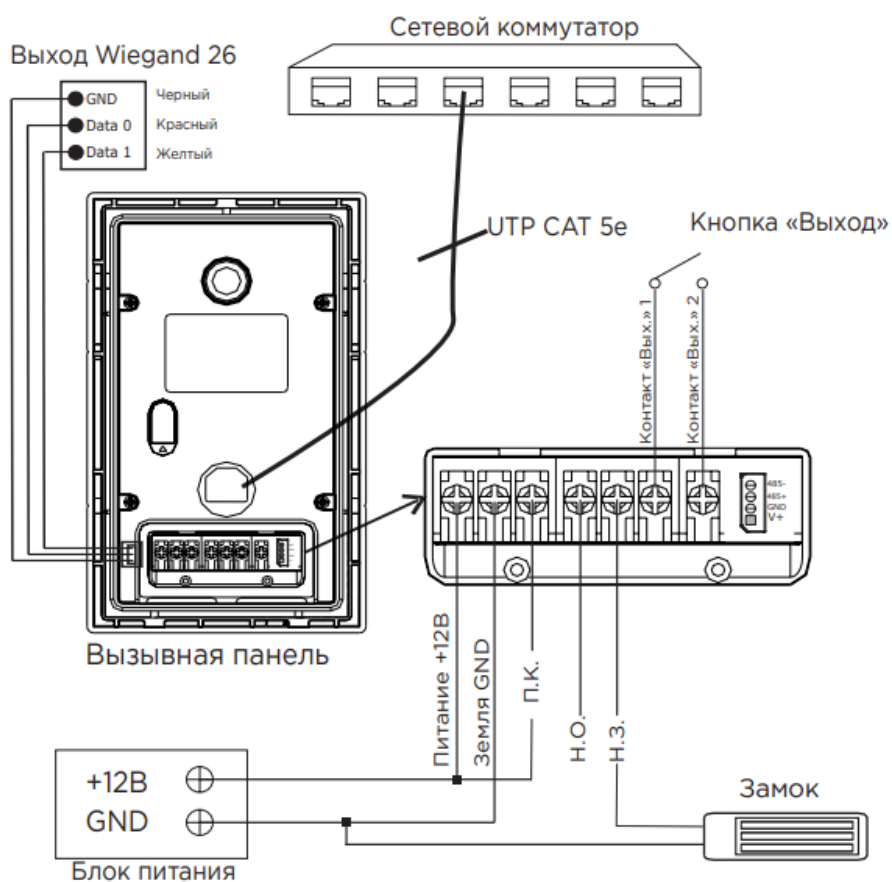 Сетевой коммутатор
Выход Wiegand 26
GND Черный
Data 0 Красный
Data 1 Желтый
UTP CAT 5e
Кнопка «Выход»
Контакт «Вых.» 1
Контакт «Вых.» 2
485-
485+
GND
V+
Вызывная панель
Питание +12В
Земля GND
П.К.
Н.О.
Н.З.
+12В
GND
Блок питания
Замок